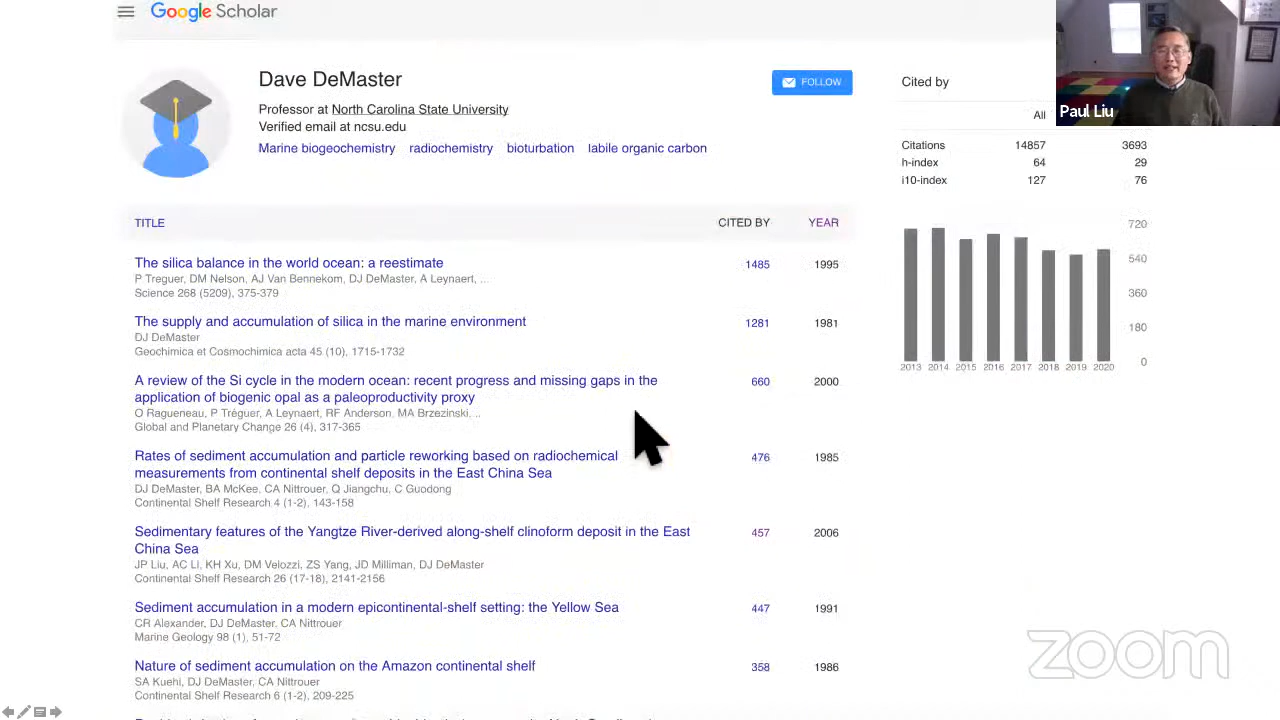 Google Scholar
Dave DeMaster
FOLLOW
Professor at North Carolina State University
Verified email at ncsu.edu
Marine biogeochemistry radiochemistry bioturbation labile organic carbon
Cited by
All
Citations 14857 3693
h-index 64 29
i10-index 127 76
720
540
360
180
0
2013 2014 2015 2016 2017 2018 2019 2020
Paul Liu
TITLE CITED BY YEAR
The silica balance in the world ocean: a reestimate 1485 1995
P Treguer, DM Nelson, AJ Van Bennekom, DJ DeMaster, A Leynaert, ...
Science 268 (5209), 375-379
The supply and accumulation of silica in the marine environment 1281 1981
DJ DeMaster
Geochimica et Cosmochimica acta 45 (10), 1715-1732
A review of the Si cycle in the modern ocean: recent progress and missing gaps in the 660 2000
application of biogenic opal as a paleoproductivity proxy
O Ragueneau, P Tréguer, A Leynaert, RF Anderson, MA Brzezinski, ...
Global and Planetary Change 26 (4), 317-365
Rates of sediment accumulation and particle reworking based on radiochemical 476 1985
measurements from continental shelf deposits in the East China Sea
DJ DeMaster, BA McKee, CA Nittrouer, Q Jiangchu, C Guodong
Continental Shelf Research 4 (1-2), 143-158
Sedimentary features of the Yangtze River-derived along-shelf clinoform deposit in the East 457 2006
China Sea
JP Liu, AC Li, KH Xu, DM Velozzi, ZS Yang, JD Milliman, DJ DeMaster
Continental Shelf Research 26 (17-18), 2141-2156
Sediment accumulation in a modern epicontinental-shelf setting: the Yellow Sea 447 1991
CR Alexander, DJ DeMaster, CA Nittrouer
Marine Geology 98 (1), 51-72
Nature of sediment accumulation on the Amazon continental shelf 358 1986
SA Kuehl, DJ DeMaster, CA Nittrouer
Continental Shelf Research 6 (1-2), 209-225
zoom